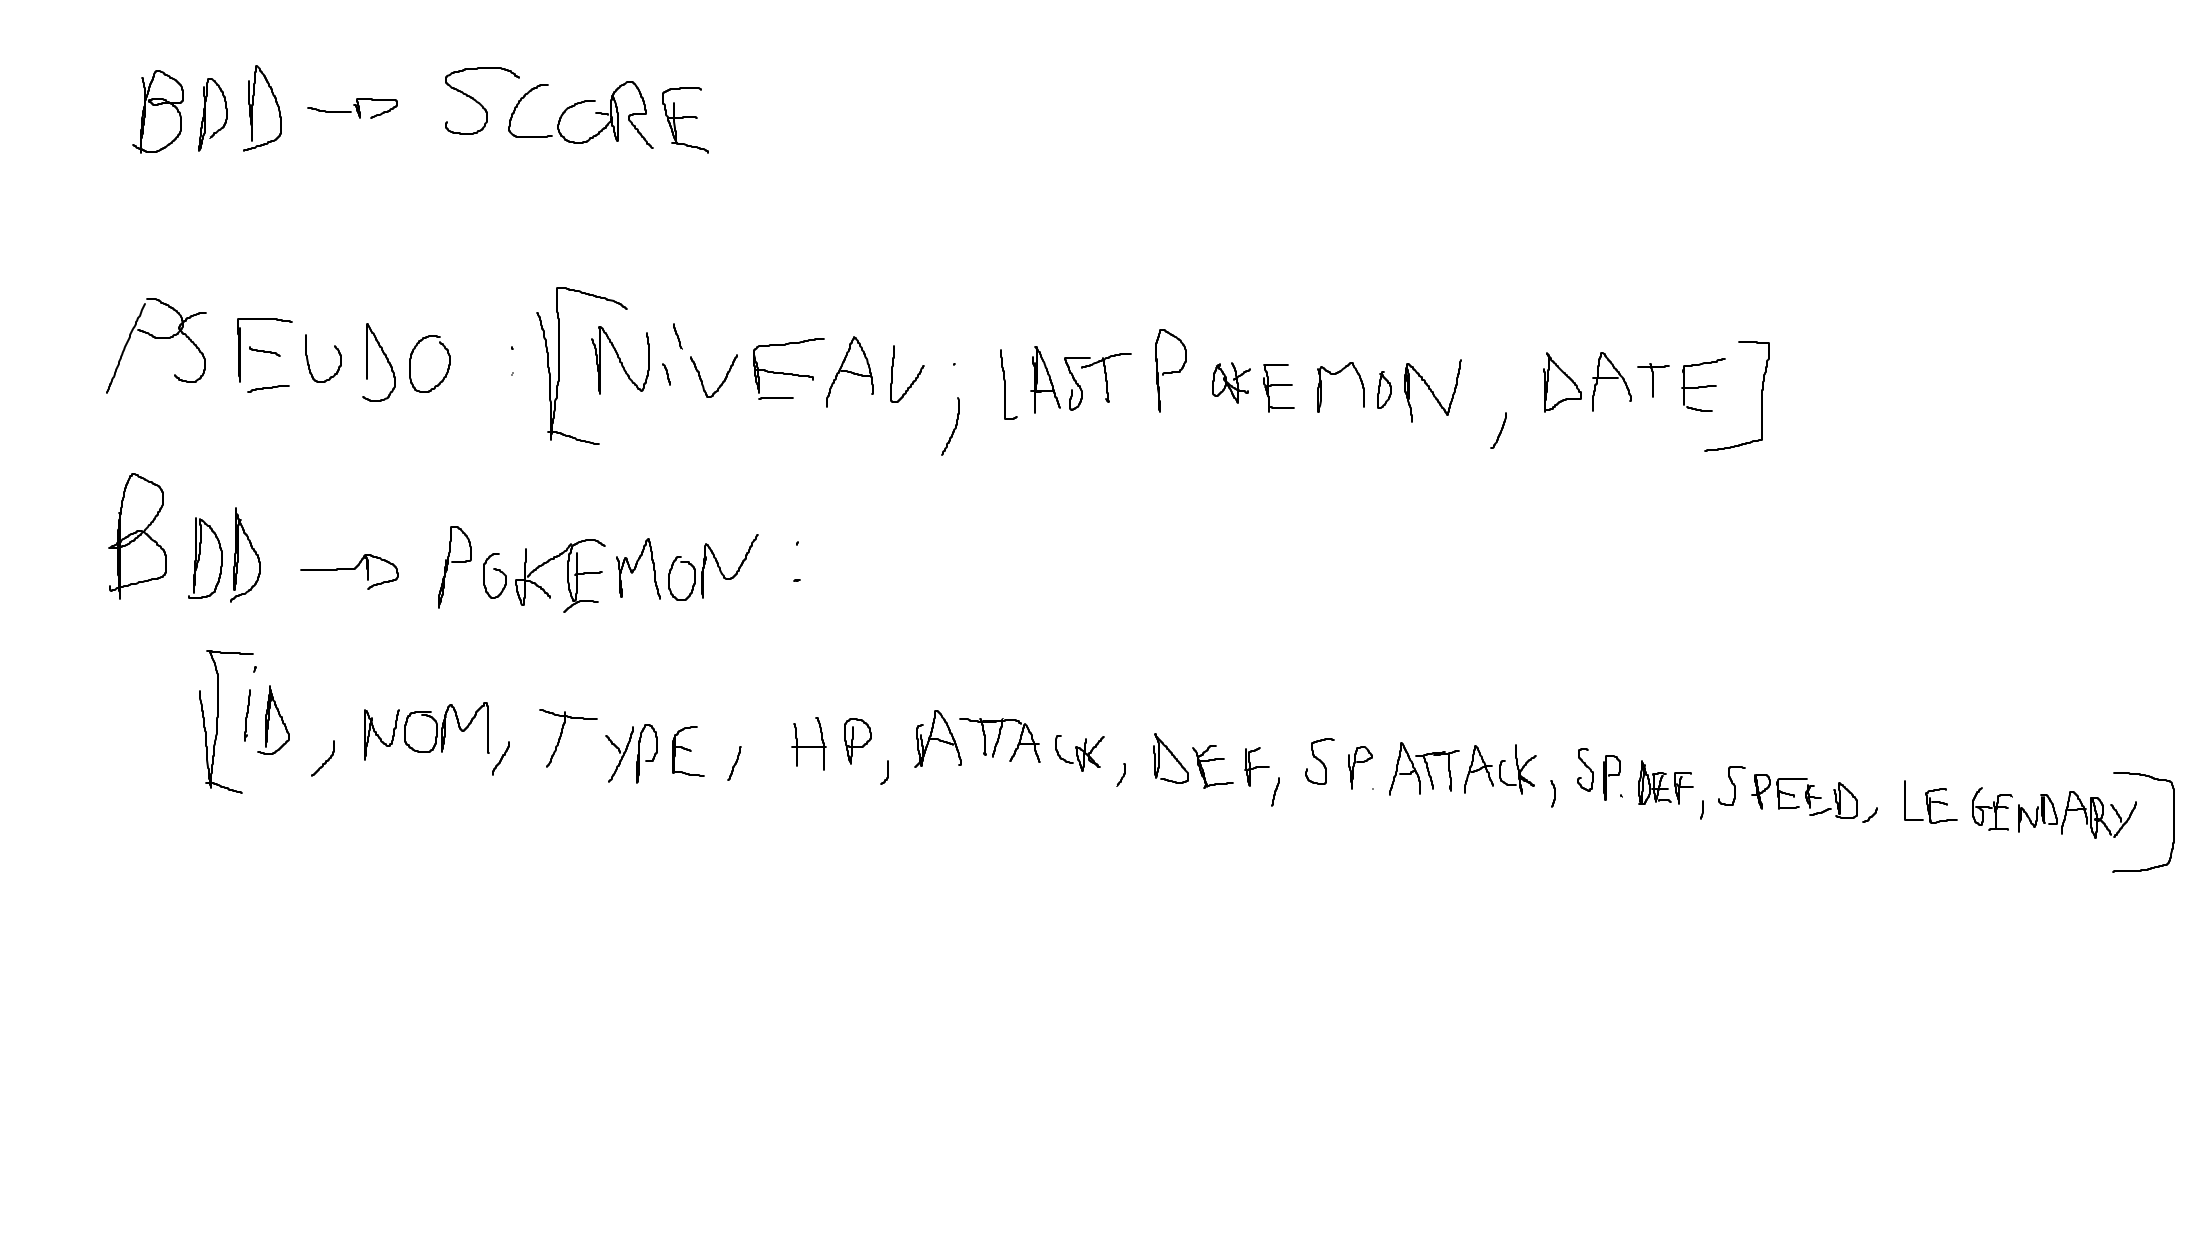 BDD → SCORE
PSEUDO : [NiVEAU ; LAST POKEMON , DATE]
BDD → POKEMON :
[iD , NOM, TYPE , HP, ATTACK, DEF, SP. ATTACK, SP. DEF, SPEED, LEGENDARY]